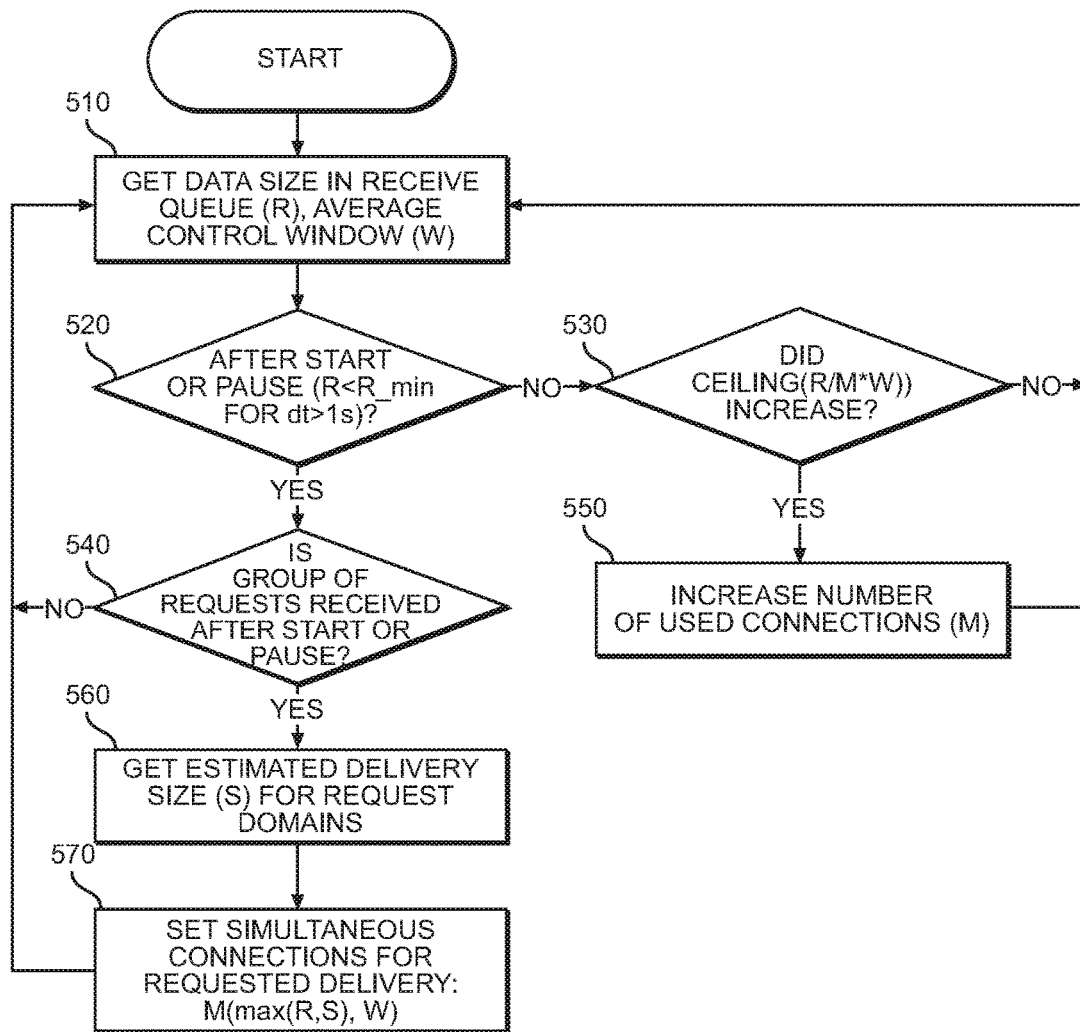 START
510
GET DATA SIZE IN RECEIVE
QUEUE (R), AVERAGE
CONTROL WINDOW (W)
520
AFTER START
OR PAUSE (R<R_min
FOR dt>1s)?
NO
530
DID
CEILING(R/M*W))
INCREASE?
NO
YES
YES
540
IS
GROUP OF
REQUESTS RECEIVED
AFTER START OR
PAUSE?
NO
550
INCREASE NUMBER
OF USED CONNECTIONS (M)
YES
560
GET ESTIMATED DELIVERY
SIZE (S) FOR REQUEST
DOMAINS
570
SET SIMULTANEOUS
CONNECTIONS FOR
REQUESTED DELIVERY:
M(max(R,S), W)